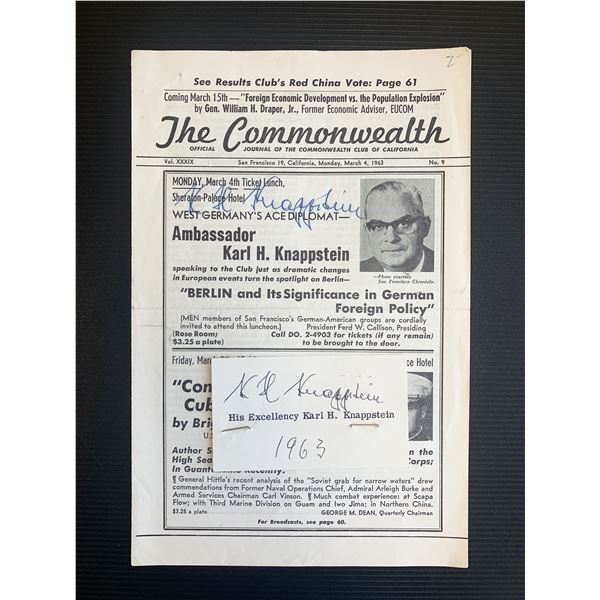 2-
See Results Club's Red China Vote: Page 61
Coming March 15th—"Foreign Economic Development vs. the Population Explosion"
by Gen. William H. Draper, Jr., Former Economic Adviser, EUCOM
The Commonwealth
OFFICIAL JOURNAL OF THE COMMONWEALTH CLUB OF CALIFORNIA
Vol. XXXIX San Francisco 19, California, Monday, March 4, 1963 No. 9
MONDAY, March 4th Ticket Lunch,
Sheraton-Palace Hotel
K H Knappstein
WEST GERMANY'S ACE DIPLOMAT—
Ambassador
Karl H. Knappstein
—Photo courtesy
San Francisco Chronicle.
speaking to the Club just as dramatic changes
in European events turn the spotlight on Berlin—
"BERLIN and Its Significance in German
Foreign Policy"
(MEN members of San Francisco's German-American groups are cordially
invited to attend this luncheon.) President Ferd W. Callison, Presiding
(Rose Room; Call DO. 2-4903 for tickets (if any remain)
$3.25 a plate) to be brought to the door.
Friday, Mar ce Hotel
"Con
Cub
by Brig
U.S
K H Knappstein
His Excellency Karl H. Knappstein
1963
Author S n the
High Sea Corps;
In Guant
¶ General Hittle's recent analysis of the "Soviet grab for narrow waters" drew
commendations from Former Naval Operations Chief, Admiral Arleigh Burke and
Armed Services Chairman Carl Vinson. ¶ Much combat experience: at Scapa
Flow; with Third Marine Division on Guam and Iwo Jima; in Northern China.
$3.25 a plate GEORGE M. DEAN, Quarterly Chairman
For Broadcasts, see page 60.